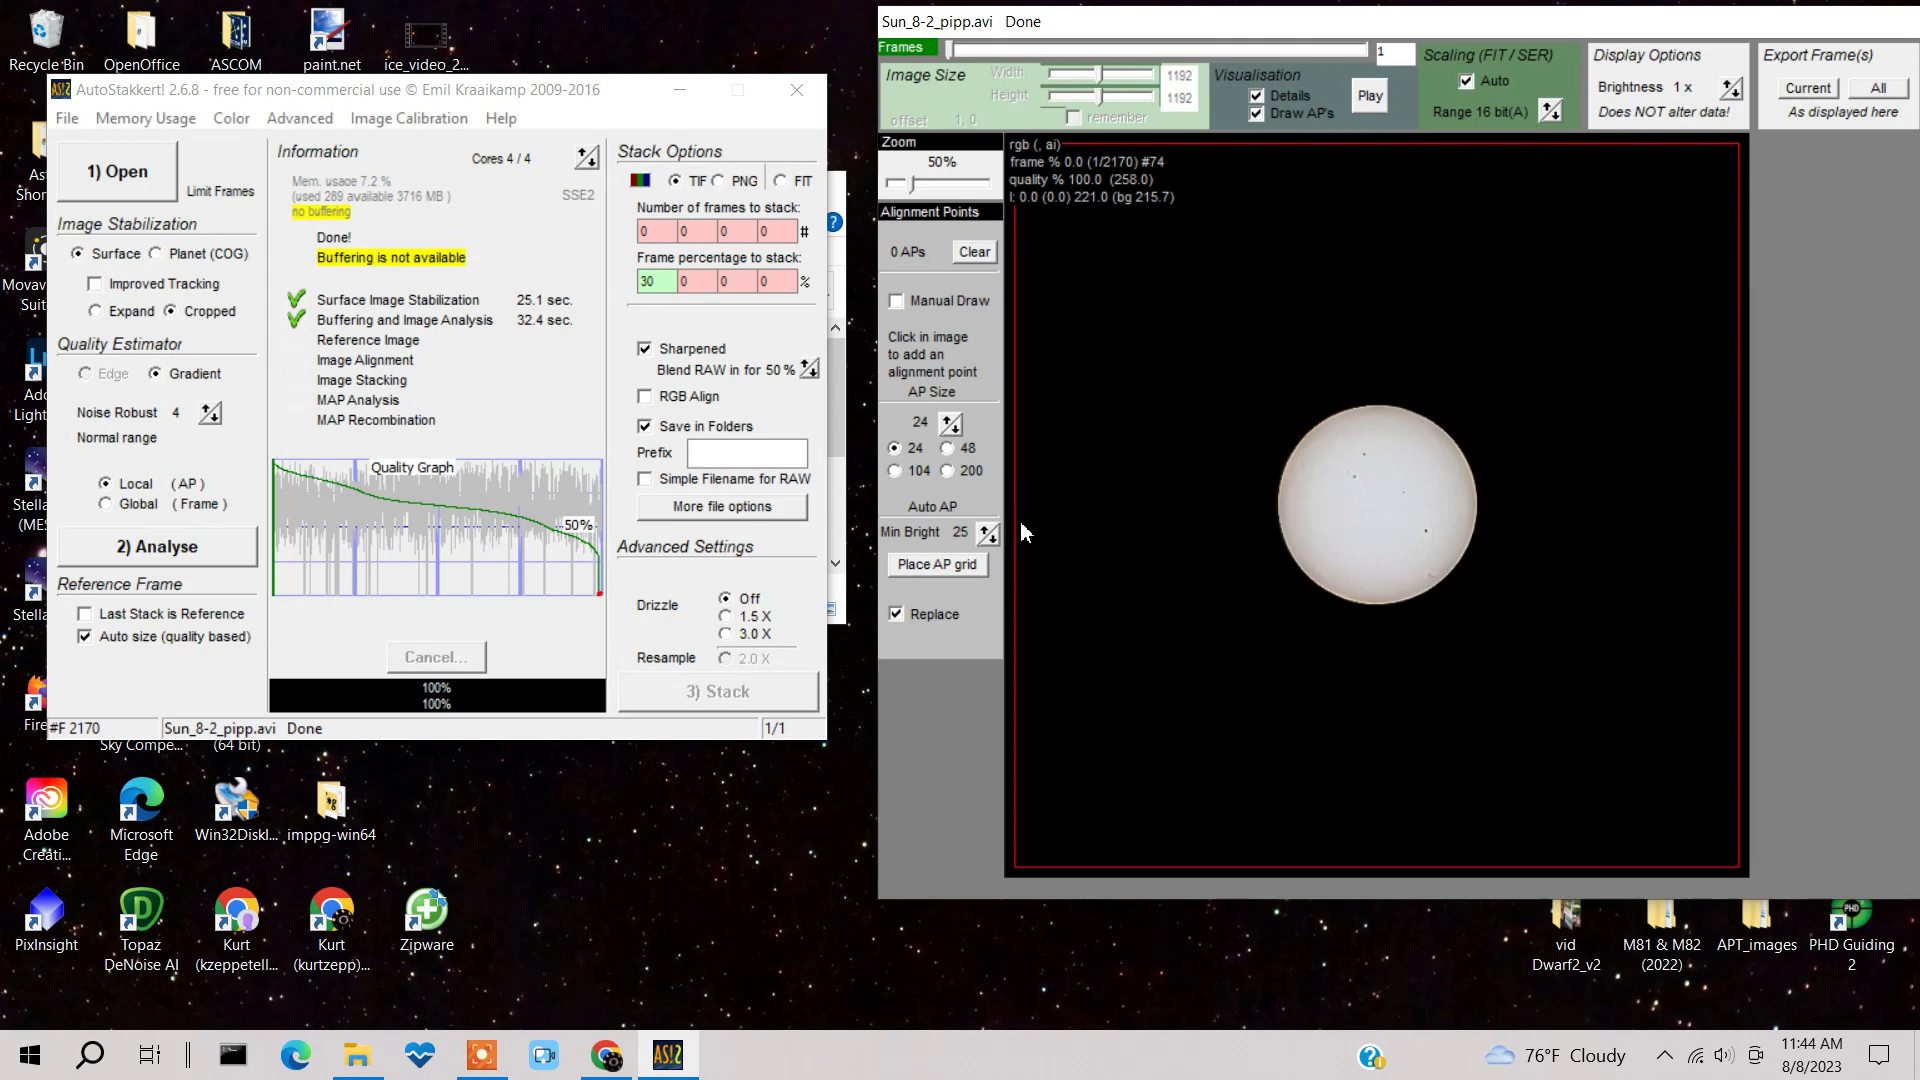 Recycle Bin
OpenOffice
ASCOM
paint.net
ice_video_2...
AutoStakkert! 2.6.8 - free for non-commercial use © Emil Kraaikamp 2009-2016
File Memory Usage Color Advanced Image Calibration Help
1) Open
Limit Frames
Image Stabilization
Surface Planet (COG)
Improved Tracking
Expand Cropped
Quality Estimator
Edge Gradient
Noise Robust 4
Normal range
Local (AP)
Global (Frame)
2) Analyse
Reference Frame
Last Stack is Reference
Auto size (quality based)
Information
Cores 4 / 4
Mem. usage 7.2 %
(used 289 available 3716 MB )
SSE2
no buffering
Done!
Buffering is not available
Surface Image Stabilization 25.1 sec.
Buffering and Image Analysis 32.4 sec.
Reference Image
Image Alignment
Image Stacking
MAP Analysis
MAP Recombination
Quality Graph
50%
Cancel...
100%
100%
Stack Options
TIF PNG FIT
Number of frames to stack:
0 0 0 0 #
Frame percentage to stack:
30 0 0 0 %
Sharpened
Blend RAW in for 50 %
RGB Align
Save in Folders
Prefix
Simple Filename for RAW
More file options
Advanced Settings
Drizzle
Off
1.5 X
3.0 X
Resample 2.0 X
3) Stack
#F 2170 Sun_8-2_pipp.avi Done 1/1
Sun_8-2_pipp.avi Done
Frames
1
Image Size
Width 1192
Height 1192
offset 1, 0
remember
Visualisation
Details
Draw AP's
Play
Scaling (FIT / SER)
Auto
Range 16 bit(A)
Display Options
Brightness 1 x
Does NOT alter data!
Export Frame(s)
Current All
As displayed here
Zoom
50%
Alignment Points
0 APs Clear
Manual Draw
Click in image
to add an
alignment point
AP Size
24
24 48
104 200
Auto AP
Min Bright 25
Place AP grid
Replace
rgb (, ai)
frame % 0.0 (1/2170) #74
quality % 100.0 (258.0)
I: 0.0 (0.0) 221.0 (bg 215.7)
As
Shor
Movav
Suit
Ado
Light
Stella
(MES
Stella
Fire
Sky Compe...
(64 bit)
Adobe
Creati...
Microsoft
Edge
Win32DiskI...
imppg-win64
PixInsight
Topaz
DeNoise AI
Kurt
(kzeppetell...
Kurt
(kurtzepp)...
Zipware
vid
Dwarf2_v2
M81 & M82
(2022)
APT_images
PHD
PHD Guiding
2
AS!2
76°F Cloudy
11:44 AM
8/8/2023